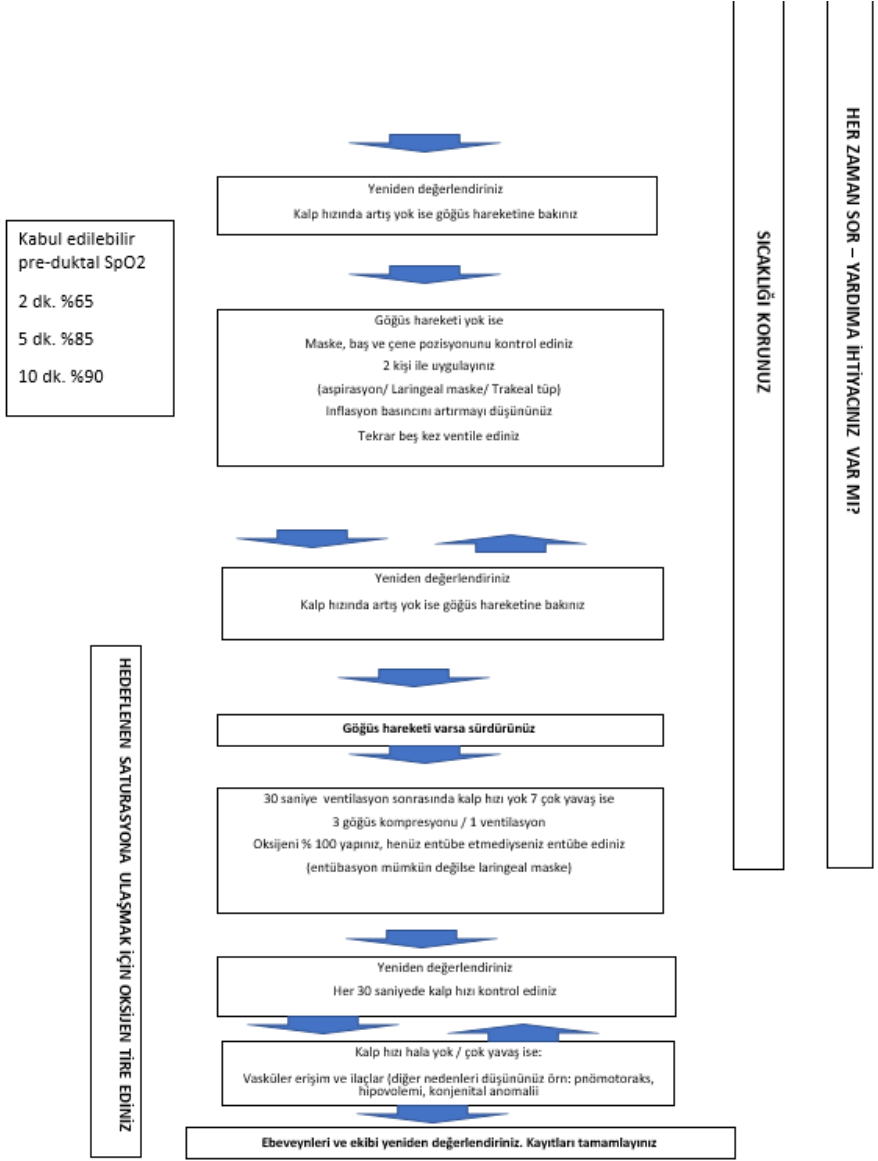 HER ZAMAN SOR – YARDIMA İHTİYACINIZ VAR MI?
SICAKLIĞI KORUNUZ
Yeniden değerlendiriniz
Kalp hızında artış yok ise göğüs hareketine bakınız
Kabul edilebilir
pre-duktal SpO2
2 dk. %65
5 dk. %85
10 dk. %90
Göğüs hareketi yok ise
Maske, baş ve çene pozisyonunu kontrol ediniz
2 kişi ile uygulayınız
(aspirasyon/ Laringeal maske/ Trakeal tüp)
Inflasyon basıncını artırmayı düşününüz
Tekrar beş kez ventile ediniz
Yeniden değerlendiriniz
Kalp hızında artış yok ise göğüs hareketine bakınız
HEDEFLENEN SATURASYONA ULAŞMAK İÇİN OKSİJEN TİRE EDİNİZ
Göğüs hareketi varsa sürdürünüz
30 saniye ventilasyon sonrasında kalp hızı yok 7 çok yavaş ise
3 göğüs kompresyonu / 1 ventilasyon
Oksijeni % 100 yapınız, henüz entübe etmediyseniz entübe ediniz
(entübasyon mümkün değilse laringeal maske)
Yeniden değerlendiriniz
Her 30 saniyede kalp hızı kontrol ediniz
Kalp hızı hala yok / çok yavaş ise:
Vasküler erişim ve ilaçlar (diğer nedenleri düşününüz örn: pnömotoraks,
hipovolemi, konjenital anomalii
Ebeveynleri ve ekibi yeniden değerlendiriniz. Kayıtları tamamlayınız